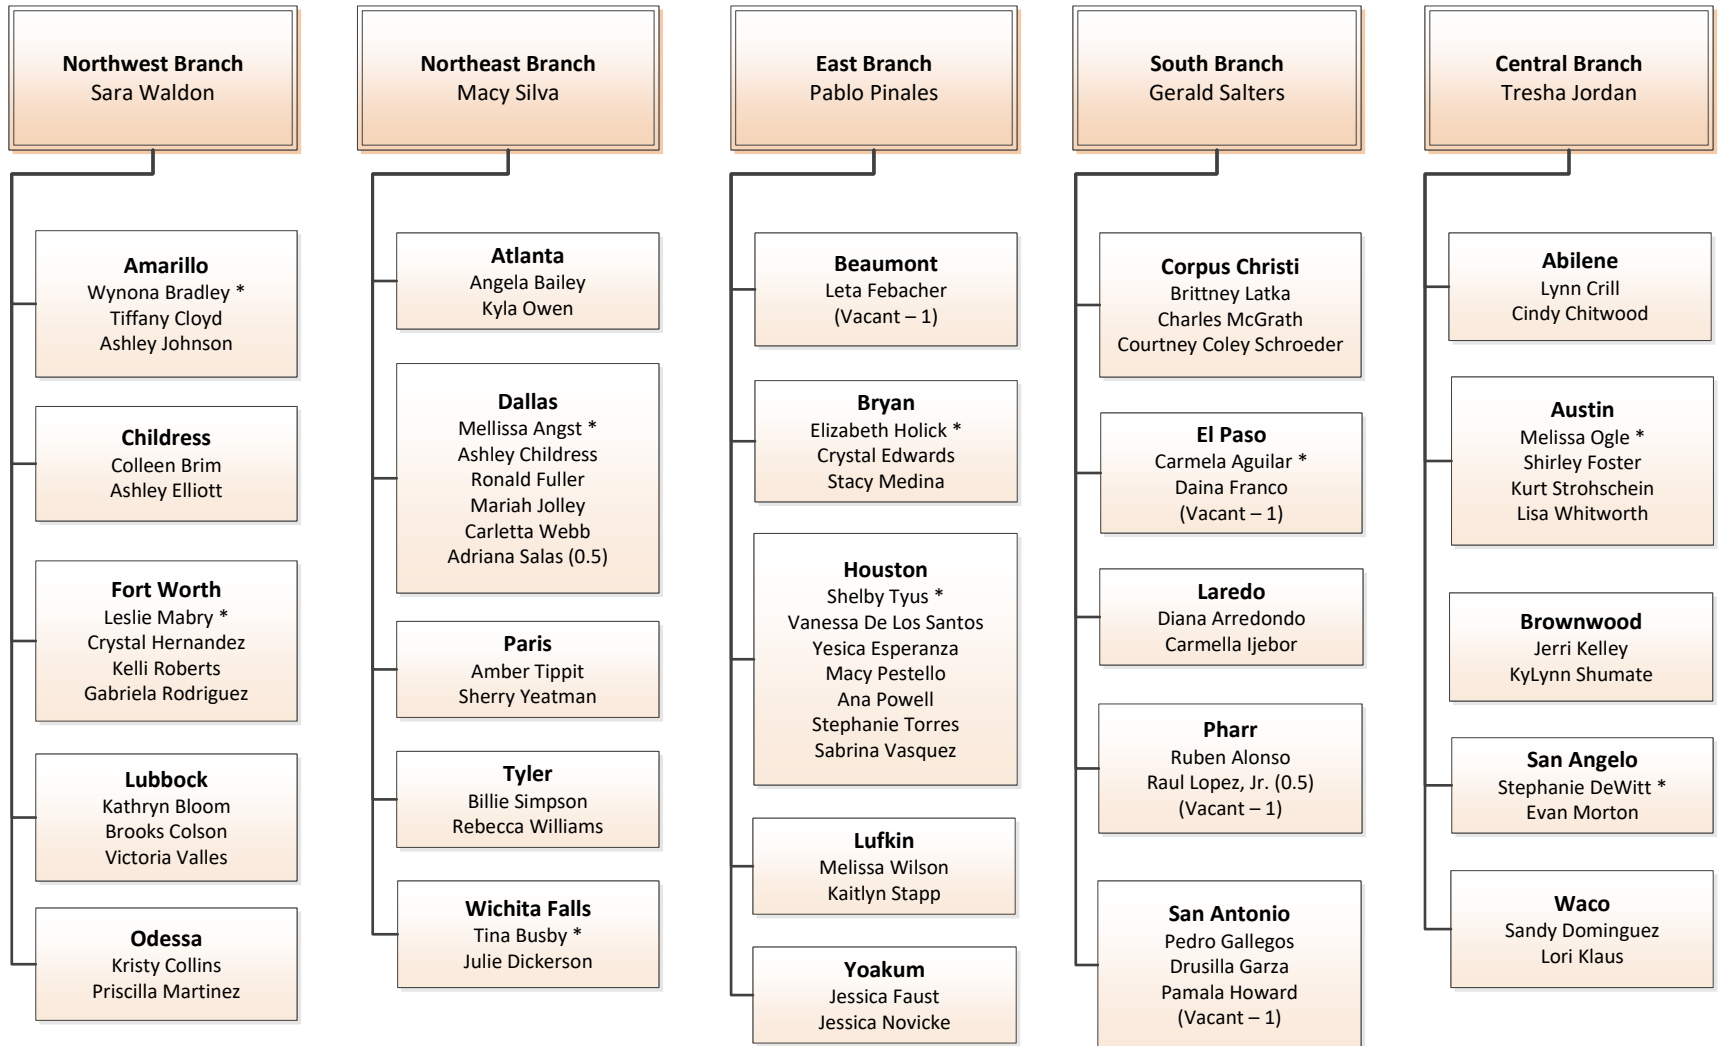 Northwest Branch
Sara Waldon
Amarillo
Wynona Bradley *
Tiffany Cloyd
Ashley Johnson
Childress
Colleen Brim
Ashley Elliott
Fort Worth
Leslie Mabry *
Crystal Hernandez
Kelli Roberts
Gabriela Rodriguez
Lubbock
Kathryn Bloom
Brooks Colson
Victoria Valles
Odessa
Kristy Collins
Priscilla Martinez
Northeast Branch
Macy Silva
Atlanta
Angela Bailey
Kyla Owen
Dallas
Mellissa Angst *
Ashley Childress
Ronald Fuller
Mariah Jolley
Carletta Webb
Adriana Salas (0.5)
Paris
Amber Tippit
Sherry Yeatman
Tyler
Billie Simpson
Rebecca Williams
Wichita Falls
Tina Busby *
Julie Dickerson
East Branch
Pablo Pinales
Beaumont
Leta Febacher
(Vacant – 1)
Bryan
Elizabeth Holick *
Crystal Edwards
Stacy Medina
Houston
Shelby Tyus *
Vanessa De Los Santos
Yesica Esperanza
Macy Pestello
Ana Powell
Stephanie Torres
Sabrina Vasquez
Lufkin
Melissa Wilson
Kaitlyn Stapp
Yoakum
Jessica Faust
Jessica Novicke
South Branch
Gerald Salters
Corpus Christi
Brittney Latka
Charles McGrath
Courtney Coley Schroeder
El Paso
Carmela Aguilar *
Daina Franco
(Vacant – 1)
Laredo
Diana Arredondo
Carmella Ijebor
Pharr
Ruben Alonso
Raul Lopez, Jr. (0.5)
(Vacant – 1)
San Antonio
Pedro Gallegos
Drusilla Garza
Pamala Howard
(Vacant – 1)
Central Branch
Tresha Jordan
Abilene
Lynn Crill
Cindy Chitwood
Austin
Melissa Ogle *
Shirley Foster
Kurt Strohschein
Lisa Whitworth
Brownwood
Jerri Kelley
KyLynn Shumate
San Angelo
Stephanie DeWitt *
Evan Morton
Waco
Sandy Dominguez
Lori Klaus